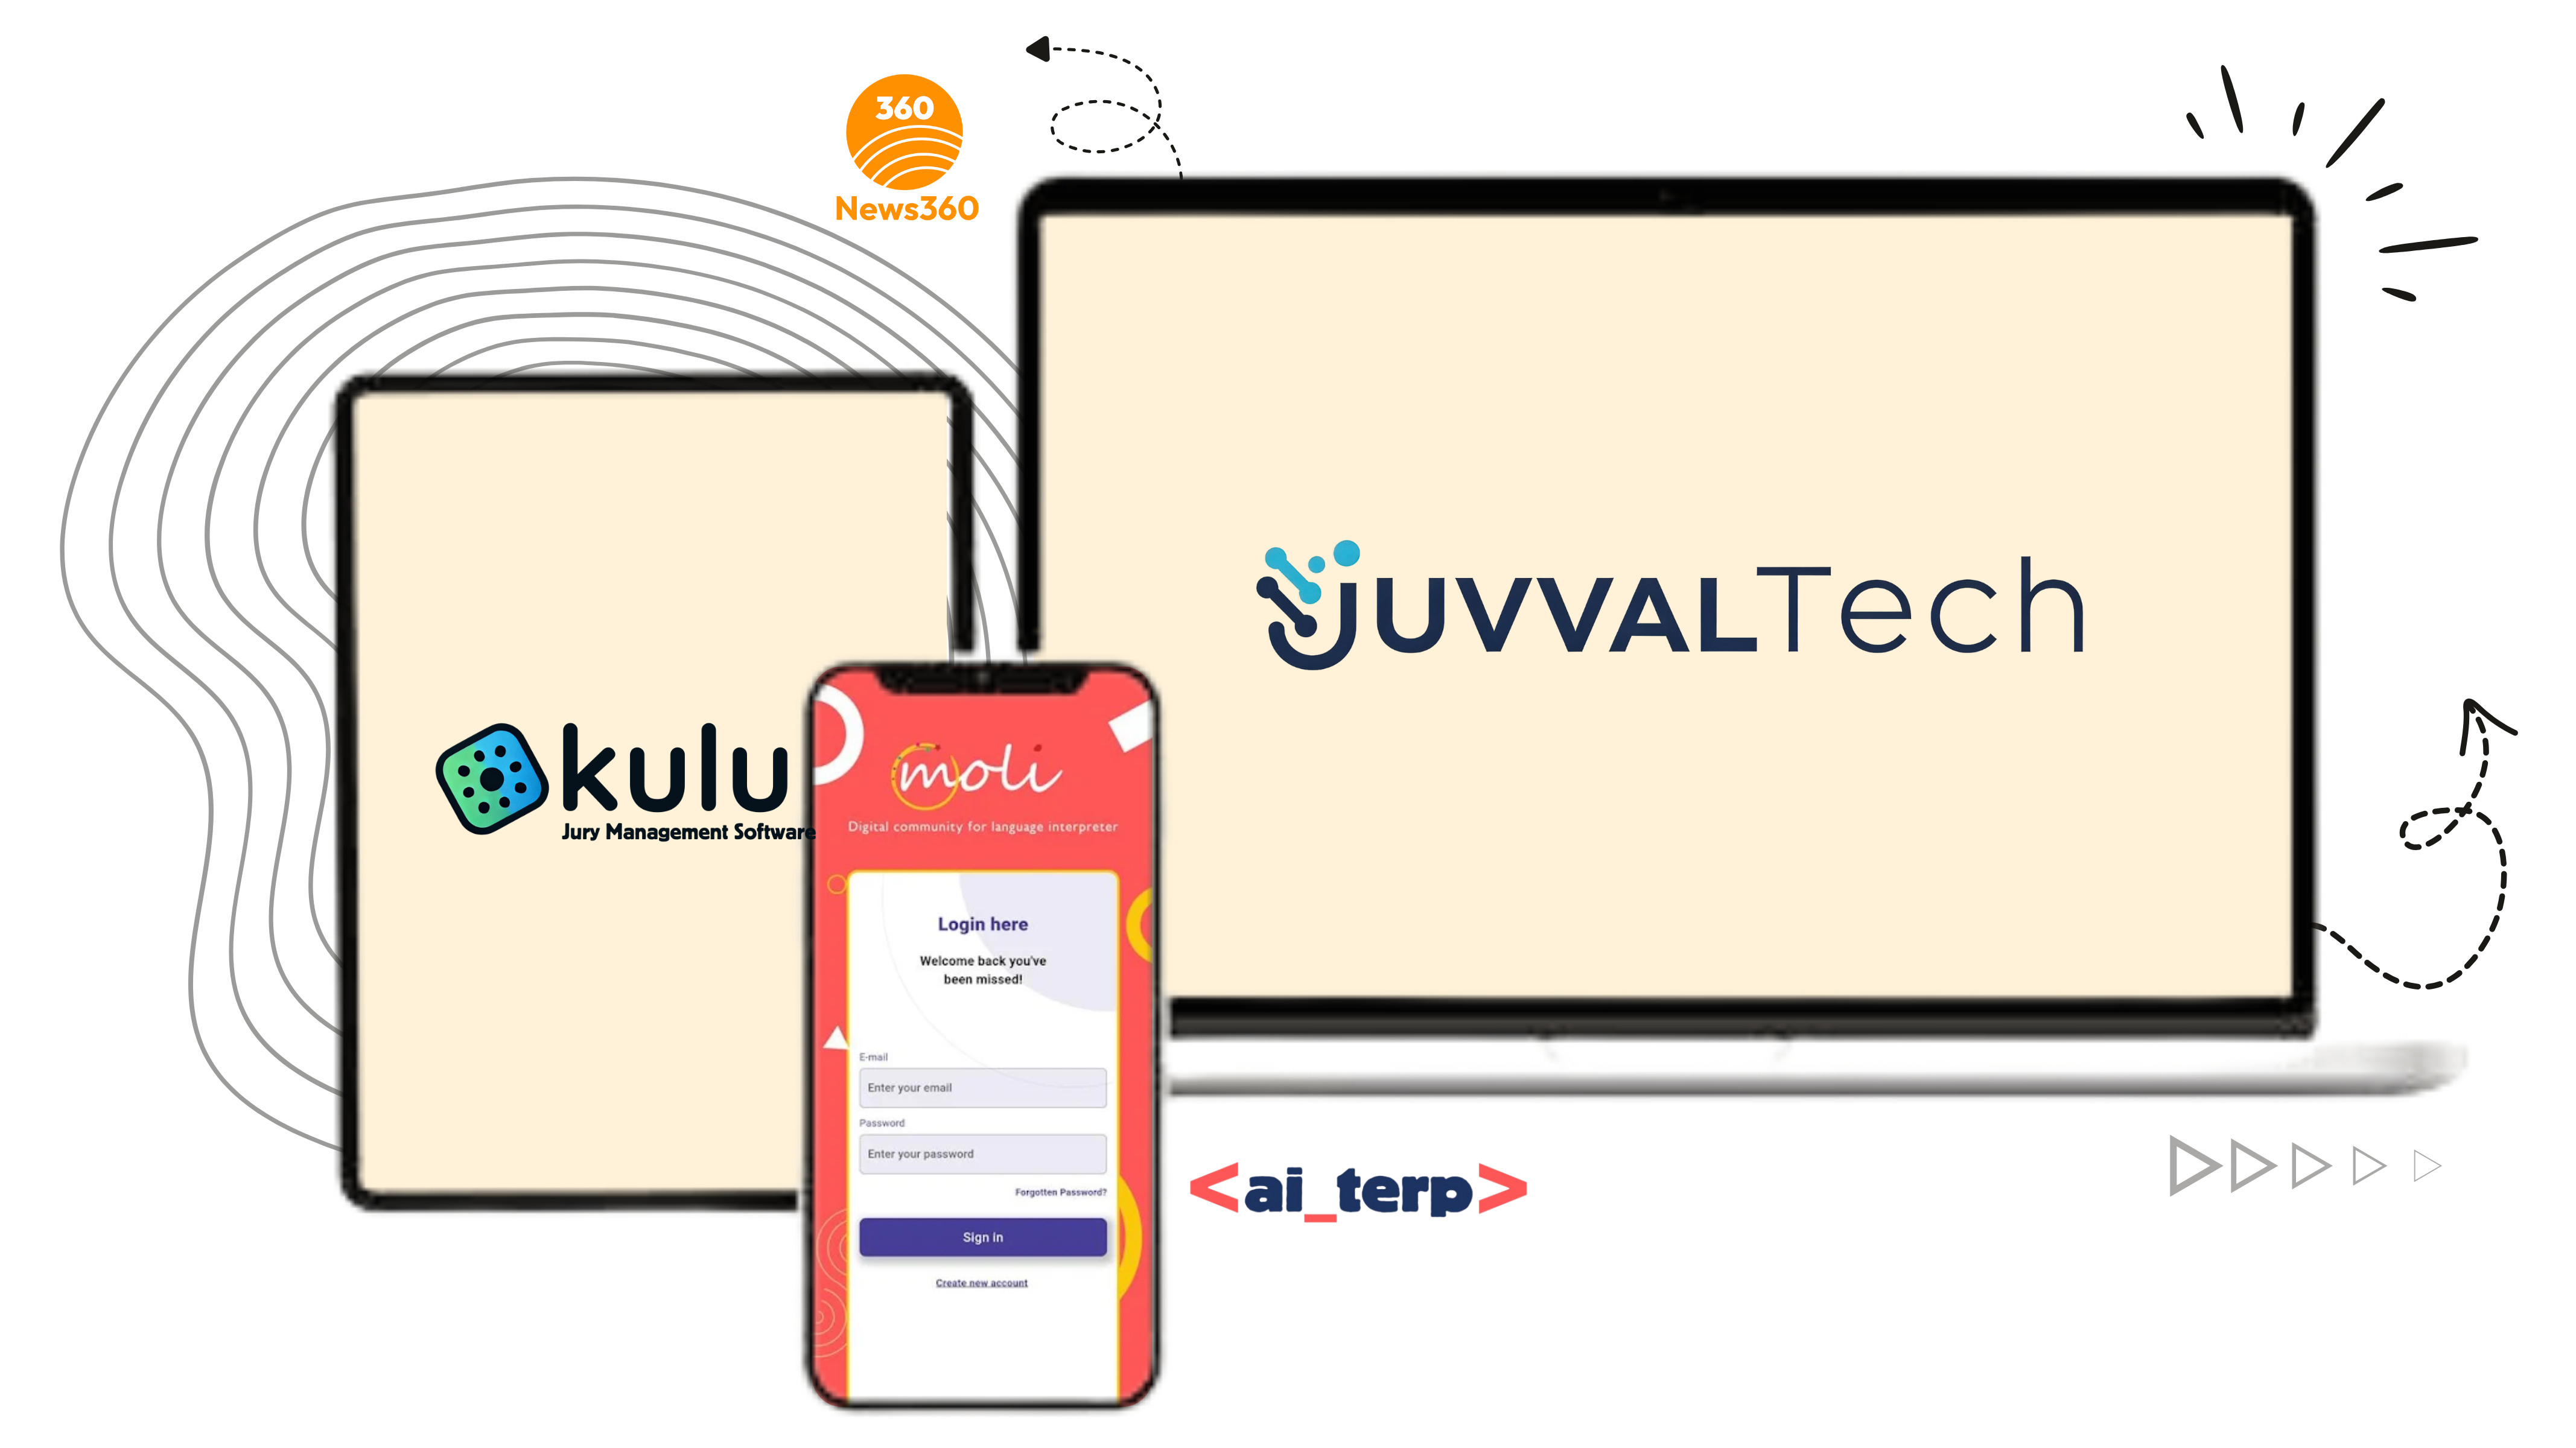 360
News360
JUVVALTech
kulu
Jury Management Software
moli
Digital community for language interpreter
Login here
Welcome back you've
been missed!
E-mail
Enter your email
Password
Enter your password
Forgotten Password?
Sign in
Create new account
<ai_terp>